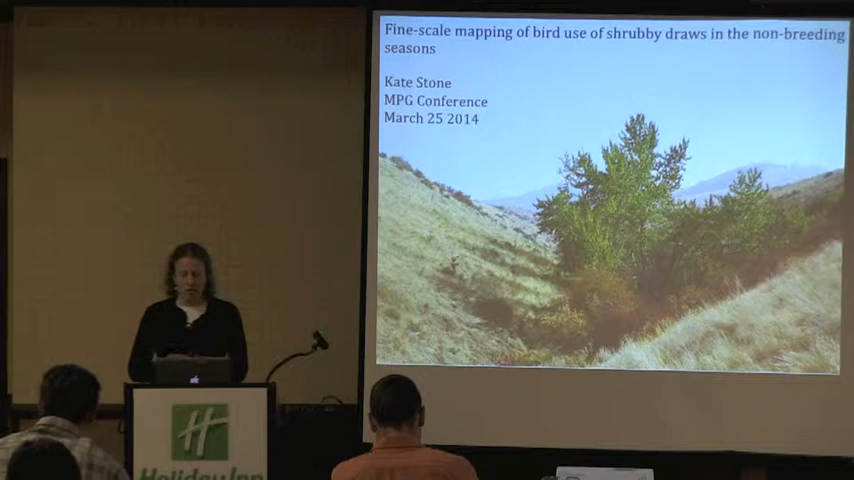 Fine-scale mapping of bird use of shrubby draws in the non-breeding
seasons
Kate Stone
MPG Conference
March 25 2014
H
Holiday Inn